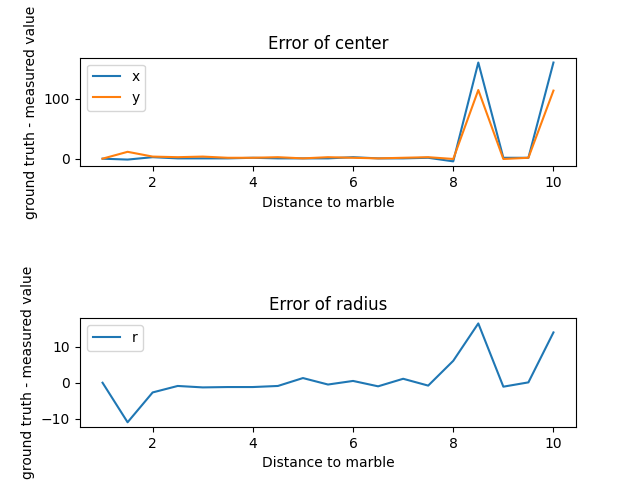 Error of center
ground truth - measured value
x
y
100
0
2
4
6
8
10
Distance to marble
Error of radius
ground truth - measured value
r
10
0
−10
2
4
6
8
10
Distance to marble